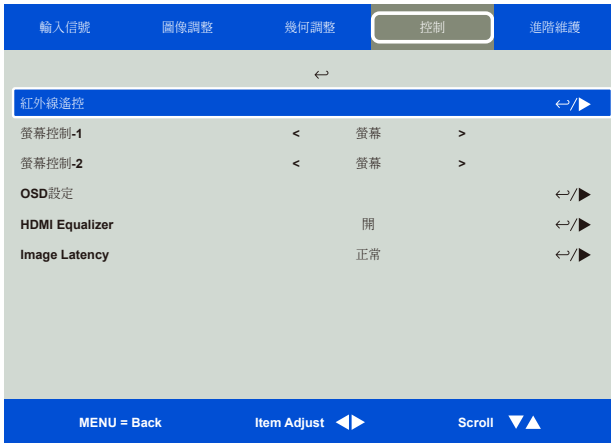 輸入信號 圖像調整 幾何調整 控制 進階維護
↩
紅外線遙控 ↩/▶
螢幕控制-1 < 螢幕 >
螢幕控制-2 < 螢幕 >
OSD設定 ↩/▶
HDMI Equalizer 開 ↩/▶
Image Latency 正常 ↩/▶
MENU = Back Item Adjust ◀▶ Scroll ▼▲